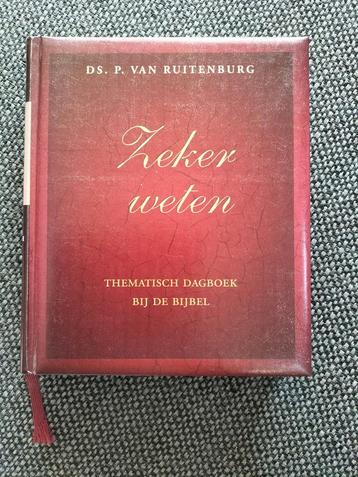 DS. P. VAN RUITENBURG
Zeker
weten
THEMATISCH DAGBOEK
BIJ DE BIJBEL